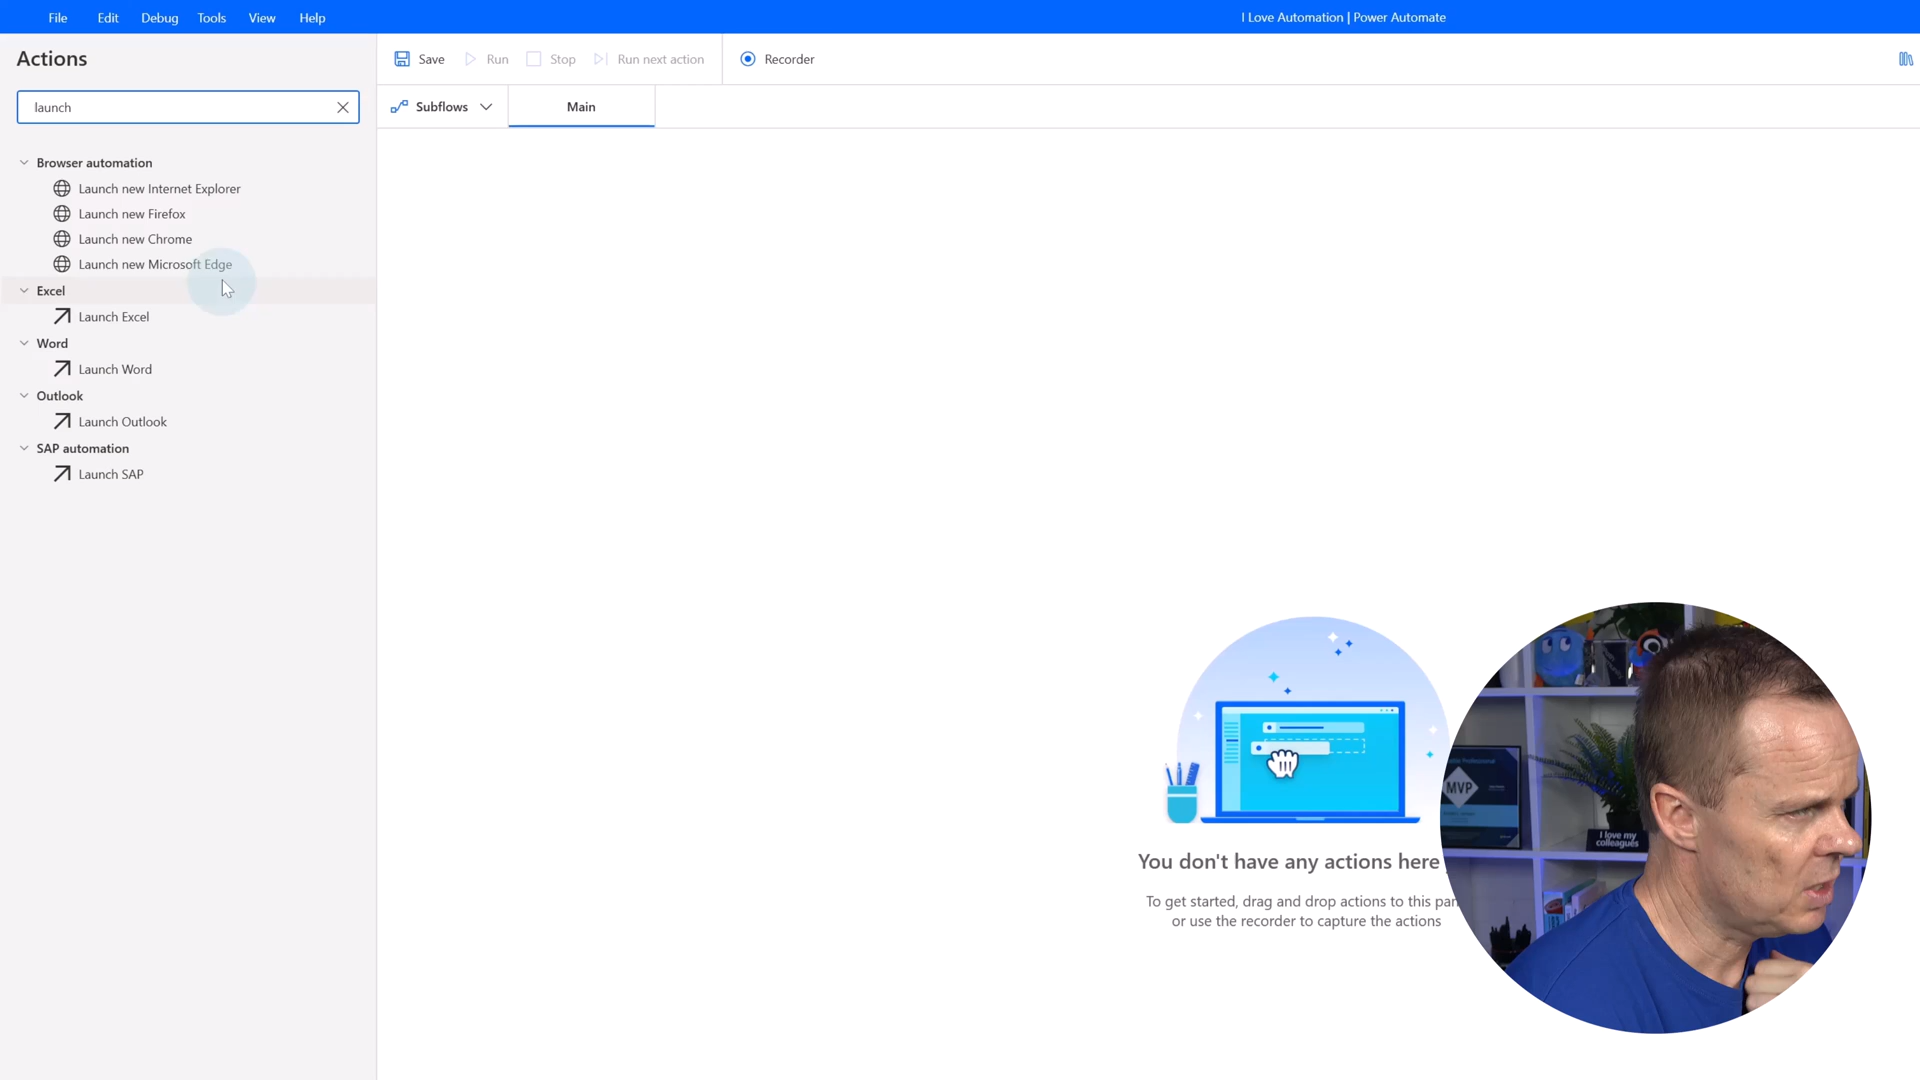 File Edit Debug Tools View Help
I Love Automation | Power Automate
Actions
Save Run Stop Run next action Recorder
launch
Subflows Main
Browser automation
Launch new Internet Explorer
Launch new Firefox
Launch new Chrome
Launch new Microsoft Edge
Excel
Launch Excel
Word
Launch Word
Outlook
Launch Outlook
SAP automation
Launch SAP
You don't have any actions here
To get started, drag and drop actions to this pan
or use the recorder to capture the actions
MVP
I love my
colleagues